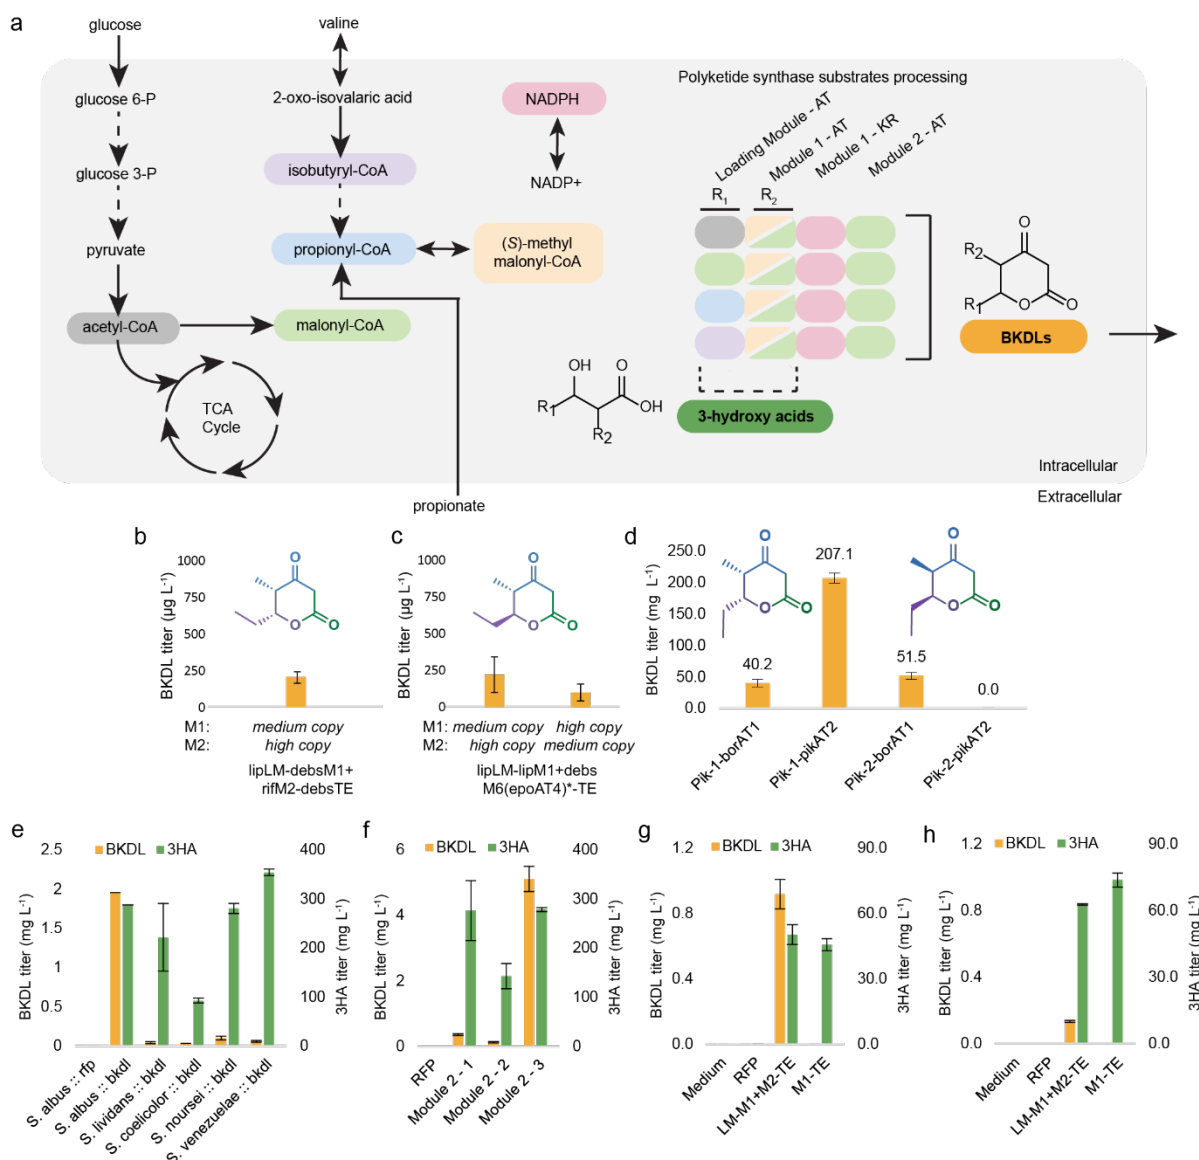 a
glucose
valine
Polyketide synthase substrates processing
glucose 6-P
2-oxo-isovalaric acid
NADPH
Loading Module - AT
Module 1 - AT
Module 1 - KR
Module 2 - AT
glucose 3-P
isobutyryl-CoA
NADP+
R1
R2
pyruvate
propionyl-CoA
(S)-methyl
malonyl-CoA
O
R2
R1
O
O
acetyl-CoA
malonyl-CoA
BKDLs
OH
O
R1
OH
R2
3-hydroxy acids
TCA
Cycle
Intracellular
Extracellular
propionate
b
BKDL titer (µg L-1)
1000
750
500
250
0
O
O
O
M1: medium copy
M2: high copy
lipLM-debsM1+
rifM2-debsTE
c
BKDL titer (µg L-1)
1000
750
500
250
0
O
O
O
M1: medium copy high copy
M2: high copy medium copy
lipLM-lipM1+debs
M6(epoAT4)*-TE
d
BKDL titer (mg L-1)
250.0
200.0
150.0
100.0
50.0
0.0
O
O
O
O
O
O
40.2
207.1
51.5
0.0
Pik-1-borAT1
Pik-1-pikAT2
Pik-2-borAT1
Pik-2-pikAT2
e
BKDL
3HA
BKDL titer (mg L-1)
2.5
2
1.5
1
0.5
0
400
300
200
100
0
3HA titer (mg L-1)
S. albus :: rfp
S. albus :: bkdl
S. lividans :: bkdl
S. coelicolor :: bkdl
S. noursei :: bkdl
S. venezuelae :: bkdl
f
BKDL
3HA
BKDL titer (mg L-1)
6
4
2
0
400
300
200
100
0
3HA titer (mg L-1)
RFP
Module 2 - 1
Module 2 - 2
Module 2 - 3
g
BKDL
3HA
BKDL titer (mg L-1)
1.2
0.8
0.4
0.0
90.0
60.0
30.0
0.0
3HA titer (mg L-1)
Medium
RFP
LM-M1+M2-TE
M1-TE
h
BKDL
3HA
BKDL titer (mg L-1)
1.2
0.8
0.4
0.0
90.0
60.0
30.0
0.0
3HA titer (mg L-1)
Medium
RFP
LM-M1+M2-TE
M1-TE